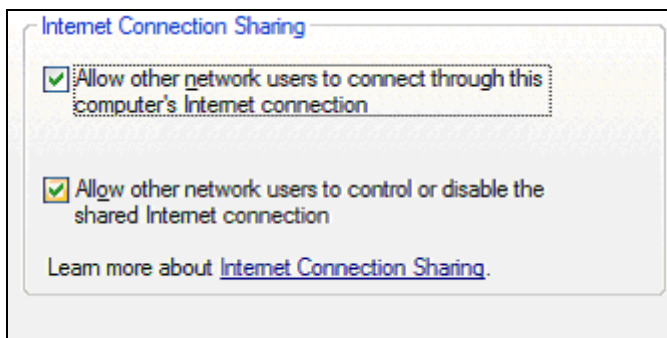 Internet Connection Sharing
Allow other network users to connect through this
computer's Internet connection
Allow other network users to control or disable the
shared Internet connection
Learn more about Internet Connection Sharing.